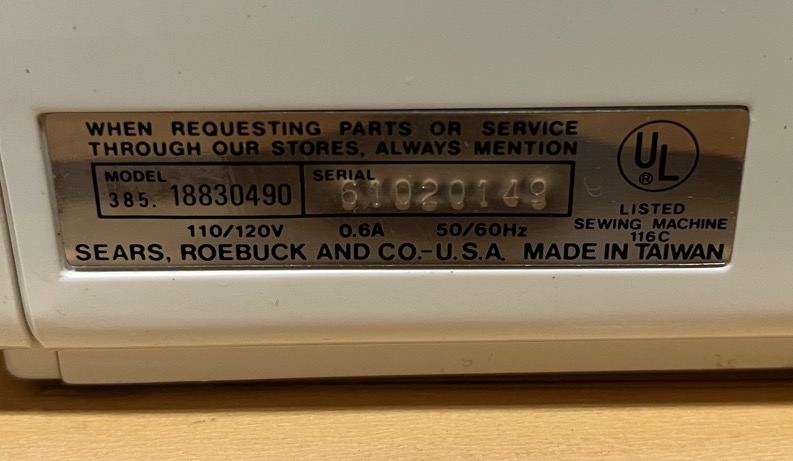 WHEN REQUESTING PARTS OR SERVICE
THROUGH OUR STORES, ALWAYS MENTION
MODEL
385. 18830490
SERIAL
61020149
110/120V 0.6A 50/60Hz
SEARS, ROEBUCK AND CO.-U.S.A. MADE IN TAIWAN
UL
®
LISTED
SEWING MACHINE
116C